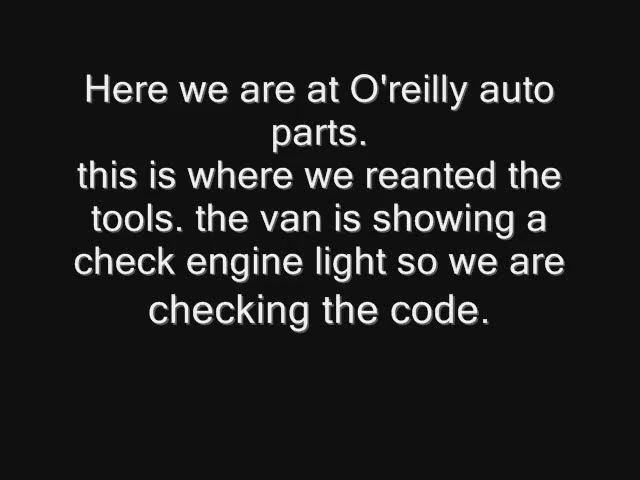 Here we are at O'reilly auto
parts.
this is where we reanted the
tools. the van is showing a
check engine light so we are
checking the code.